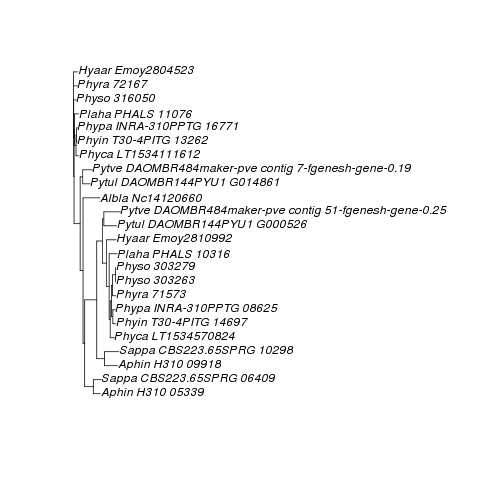 Hyaar Emoy2804523
Phyra 72167
Physo 316050
Plaha PHALS 11076
Phypa INRA-310PPTG 16771
Phyin T30-4PITG 13262
Phyca LT1534111612
Pytve DAOMBR484maker-pve contig 7-fgenesh-gene-0.19
Pytul DAOMBR144PYU1 G014861
Albla Nc14120660
Pytve DAOMBR484maker-pve contig 51-fgenesh-gene-0.25
Pytul DAOMBR144PYU1 G000526
Hyaar Emoy2810992
Plaha PHALS 10316
Physo 303279
Physo 303263
Phyra 71573
Phypa INRA-310PPTG 08625
Phyin T30-4PITG 14697
Phyca LT1534570824
Sappa CBS223.65SPRG 10298
Aphin H310 09918
Sappa CBS223.65SPRG 06409
Aphin H310 05339